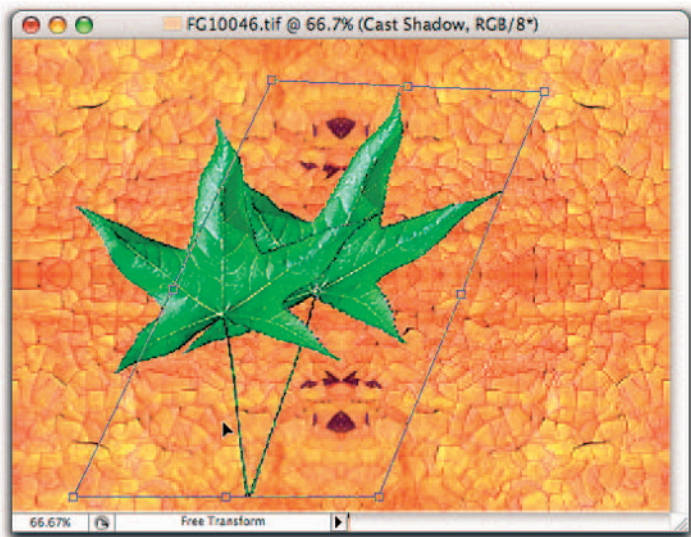 FG10046.tif @ 66.7% (Cast Shadow, RGB/8*)
66.67% Free Transform